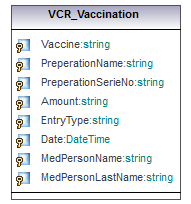 VCR_Vaccination
Vaccine:string
PreperationName:string
PreperationSerieNo:string
Amount:string
EntryType:string
Date:DateTime
MedPersonName:string
MedPersonLastName:string